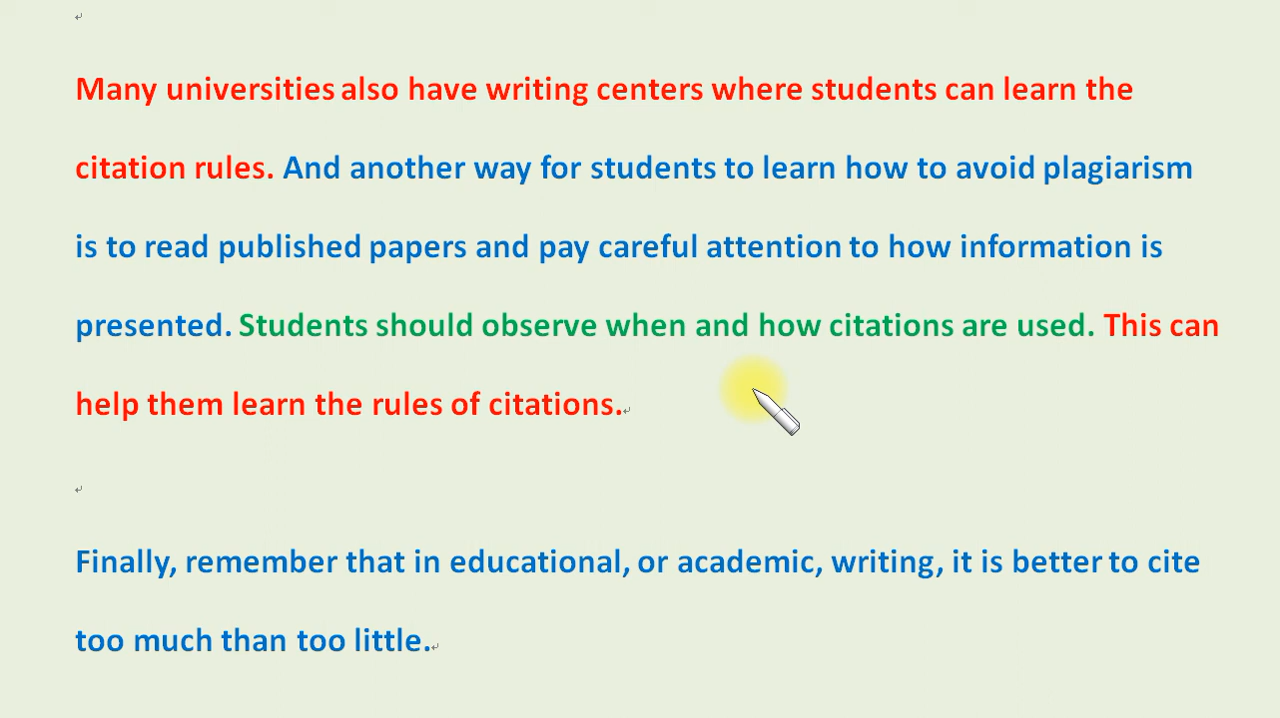 Many universities also have writing centers where students can learn the
citation rules. And another way for students to learn how to avoid plagiarism
is to read published papers and pay careful attention to how information is
presented. Students should observe when and how citations are used. This can
help them learn the rules of citations.
Finally, remember that in educational, or academic, writing, it is better to cite
too much than too little.